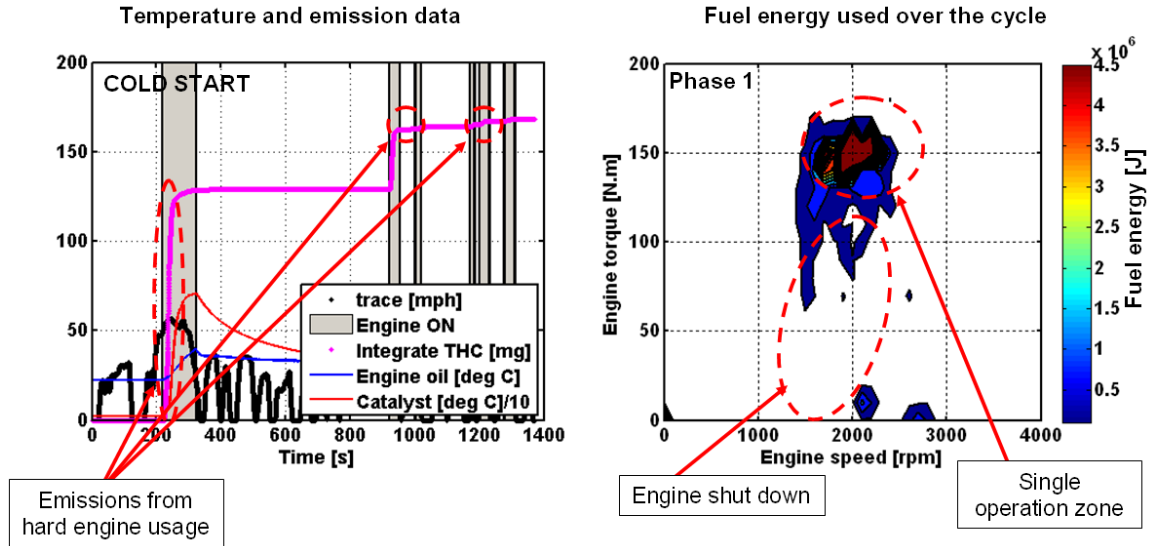 Temperature and emission data
COLD START
200
150
100
50
0
0 200 400 600 800 1000 1200 1400
Time [s]
trace [mph]
Engine ON
Integrate THC [mg]
Engine oil [deg C]
Catalyst [deg C]/10
Emissions from
hard engine usage
Fuel energy used over the cycle
Phase 1
200
150
100
50
0
Engine torque [N.m]
0 1000 2000 3000 4000
Engine speed [rpm]
x 10⁶
4.5
4
3.5
3
2.5
2
1.5
1
0.5
Fuel energy [J]
Engine shut down
Single
operation zone